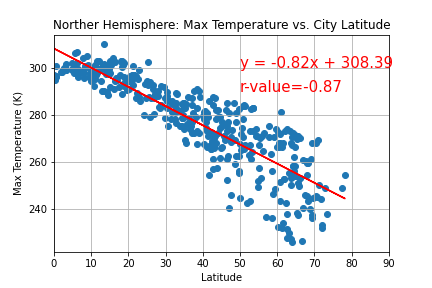 Norther Hemisphere: Max Temperature vs. City Latitude
y = -0.82x + 308.39
r-value=-0.87
Max Temperature (K)
300
280
260
240
0 10 20 30 40 50 60 70 80 90
Latitude